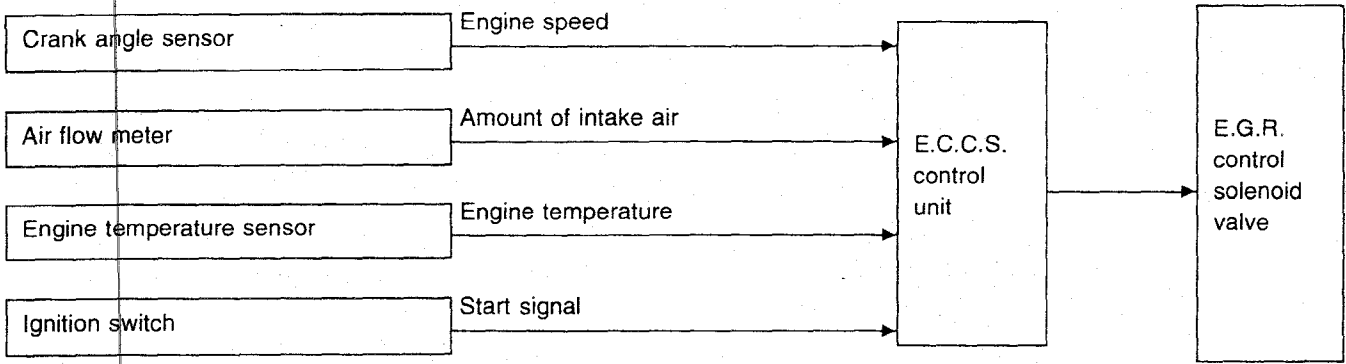 Crank angle sensor
Engine speed
Air flow meter
Amount of intake air
Engine temperature sensor
Engine temperature
Ignition switch
Start signal
E.C.C.S.
control
unit
E.G.R.
control
solenoid
valve